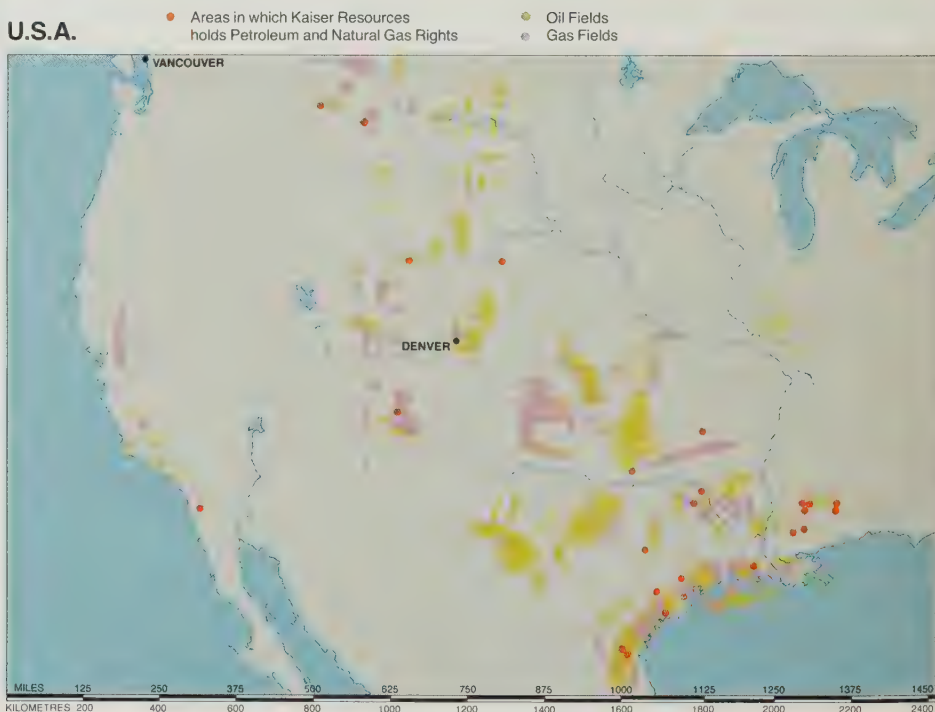 U.S.A.
Areas in which Kaiser Resources
holds Petroleum and Natural Gas Rights
Oil Fields
Gas Fields
VANCOUVER
DENVER
MILES 125 250 375 500 625 750 875 1000 1125 1250 1375 1450
KILOMETRES 200 400 600 800 1000 1200 1400 1600 1800 2000 2200 2400